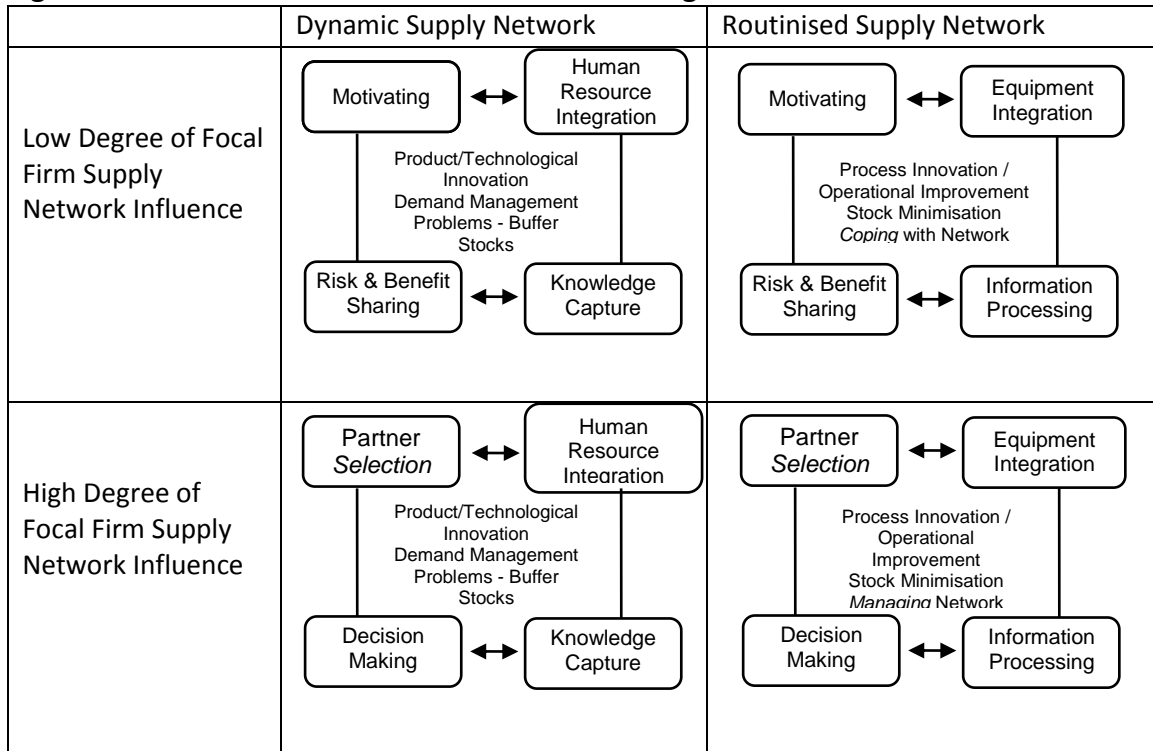 Dynamic Supply Network
Routinised Supply Network
Low Degree of Focal
Firm Supply
Network Influence
Motivating
Human
Resource
Integration
Product/Technological
Innovation
Demand Management
Problems - Buffer
Stocks
Risk & Benefit
Sharing
Knowledge
Capture
Motivating
Equipment
Integration
Process Innovation /
Operational Improvement
Stock Minimisation
Coping with Network
Risk & Benefit
Sharing
Information
Processing
High Degree of
Focal Firm Supply
Network Influence
Partner
Selection
Human
Resource
Integration
Product/Technological
Innovation
Demand Management
Problems - Buffer
Stocks
Decision
Making
Knowledge
Capture
Partner
Selection
Equipment
Integration
Process Innovation /
Operational
Improvement
Stock Minimisation
Managing Network
Decision
Making
Information
Processing